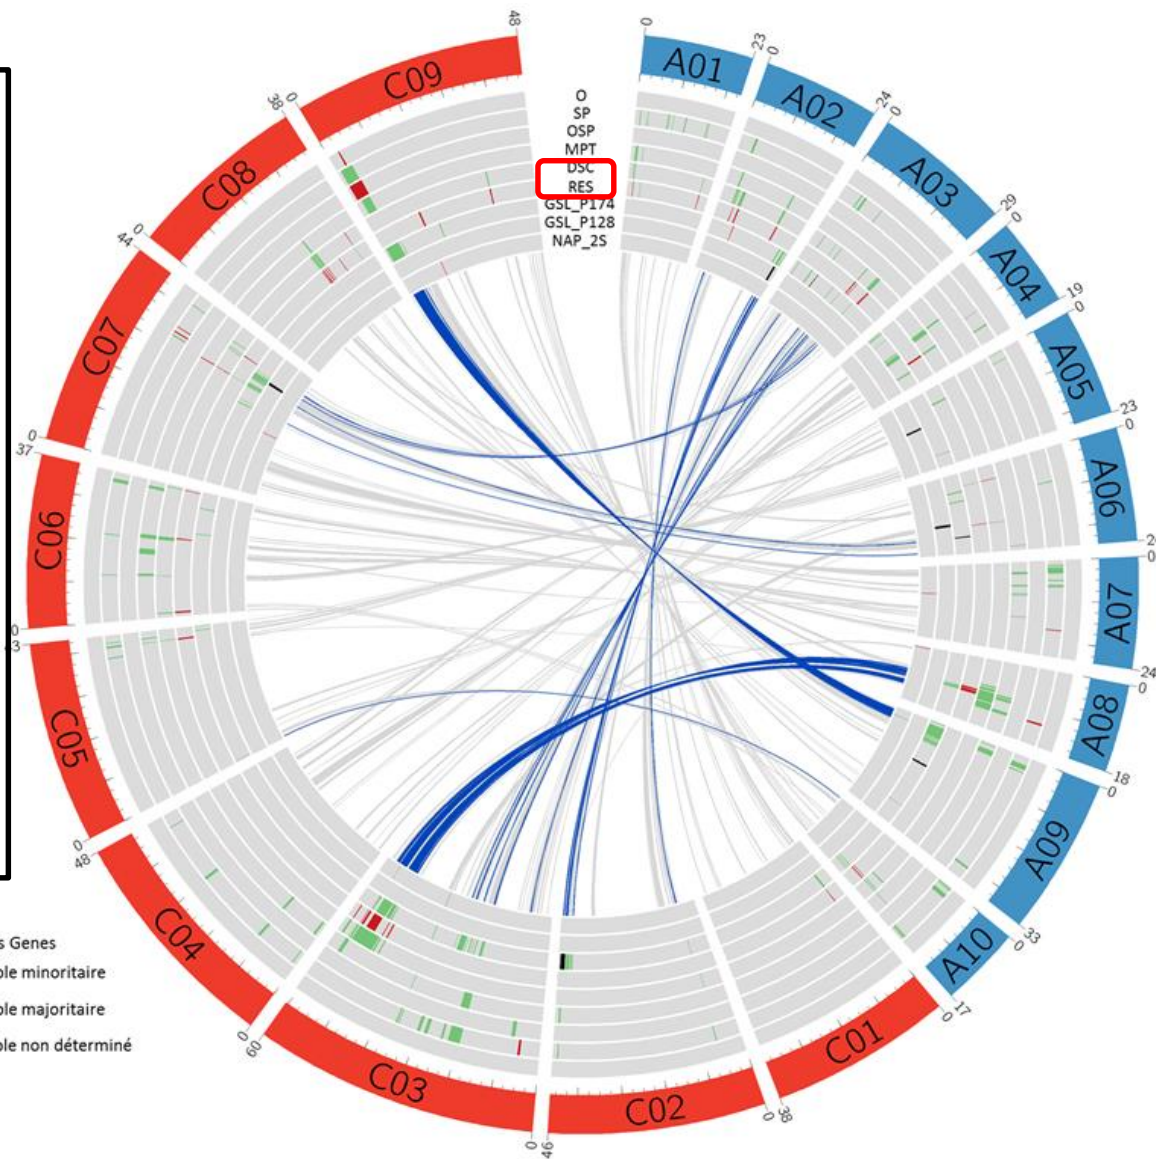 48
0
23
0
C09
A01
A02
38
0
24
0
O
SP
OSP
MPT
DSC
RES
GSL_P174
GSL_P128
NAP_2S
C08
A03
29
0
0
44
A04
19
0
C07
A05
23
0
0
37
A06
C06
2
0
0
A07
24
0
C05
A08
18
0
0
48
A09
C04
A10
33
0
s Genes
ole minoritaire
ole majoritaire
ole non déterminé
17
0
0
60
C01
C03
C02
38
0
0
46